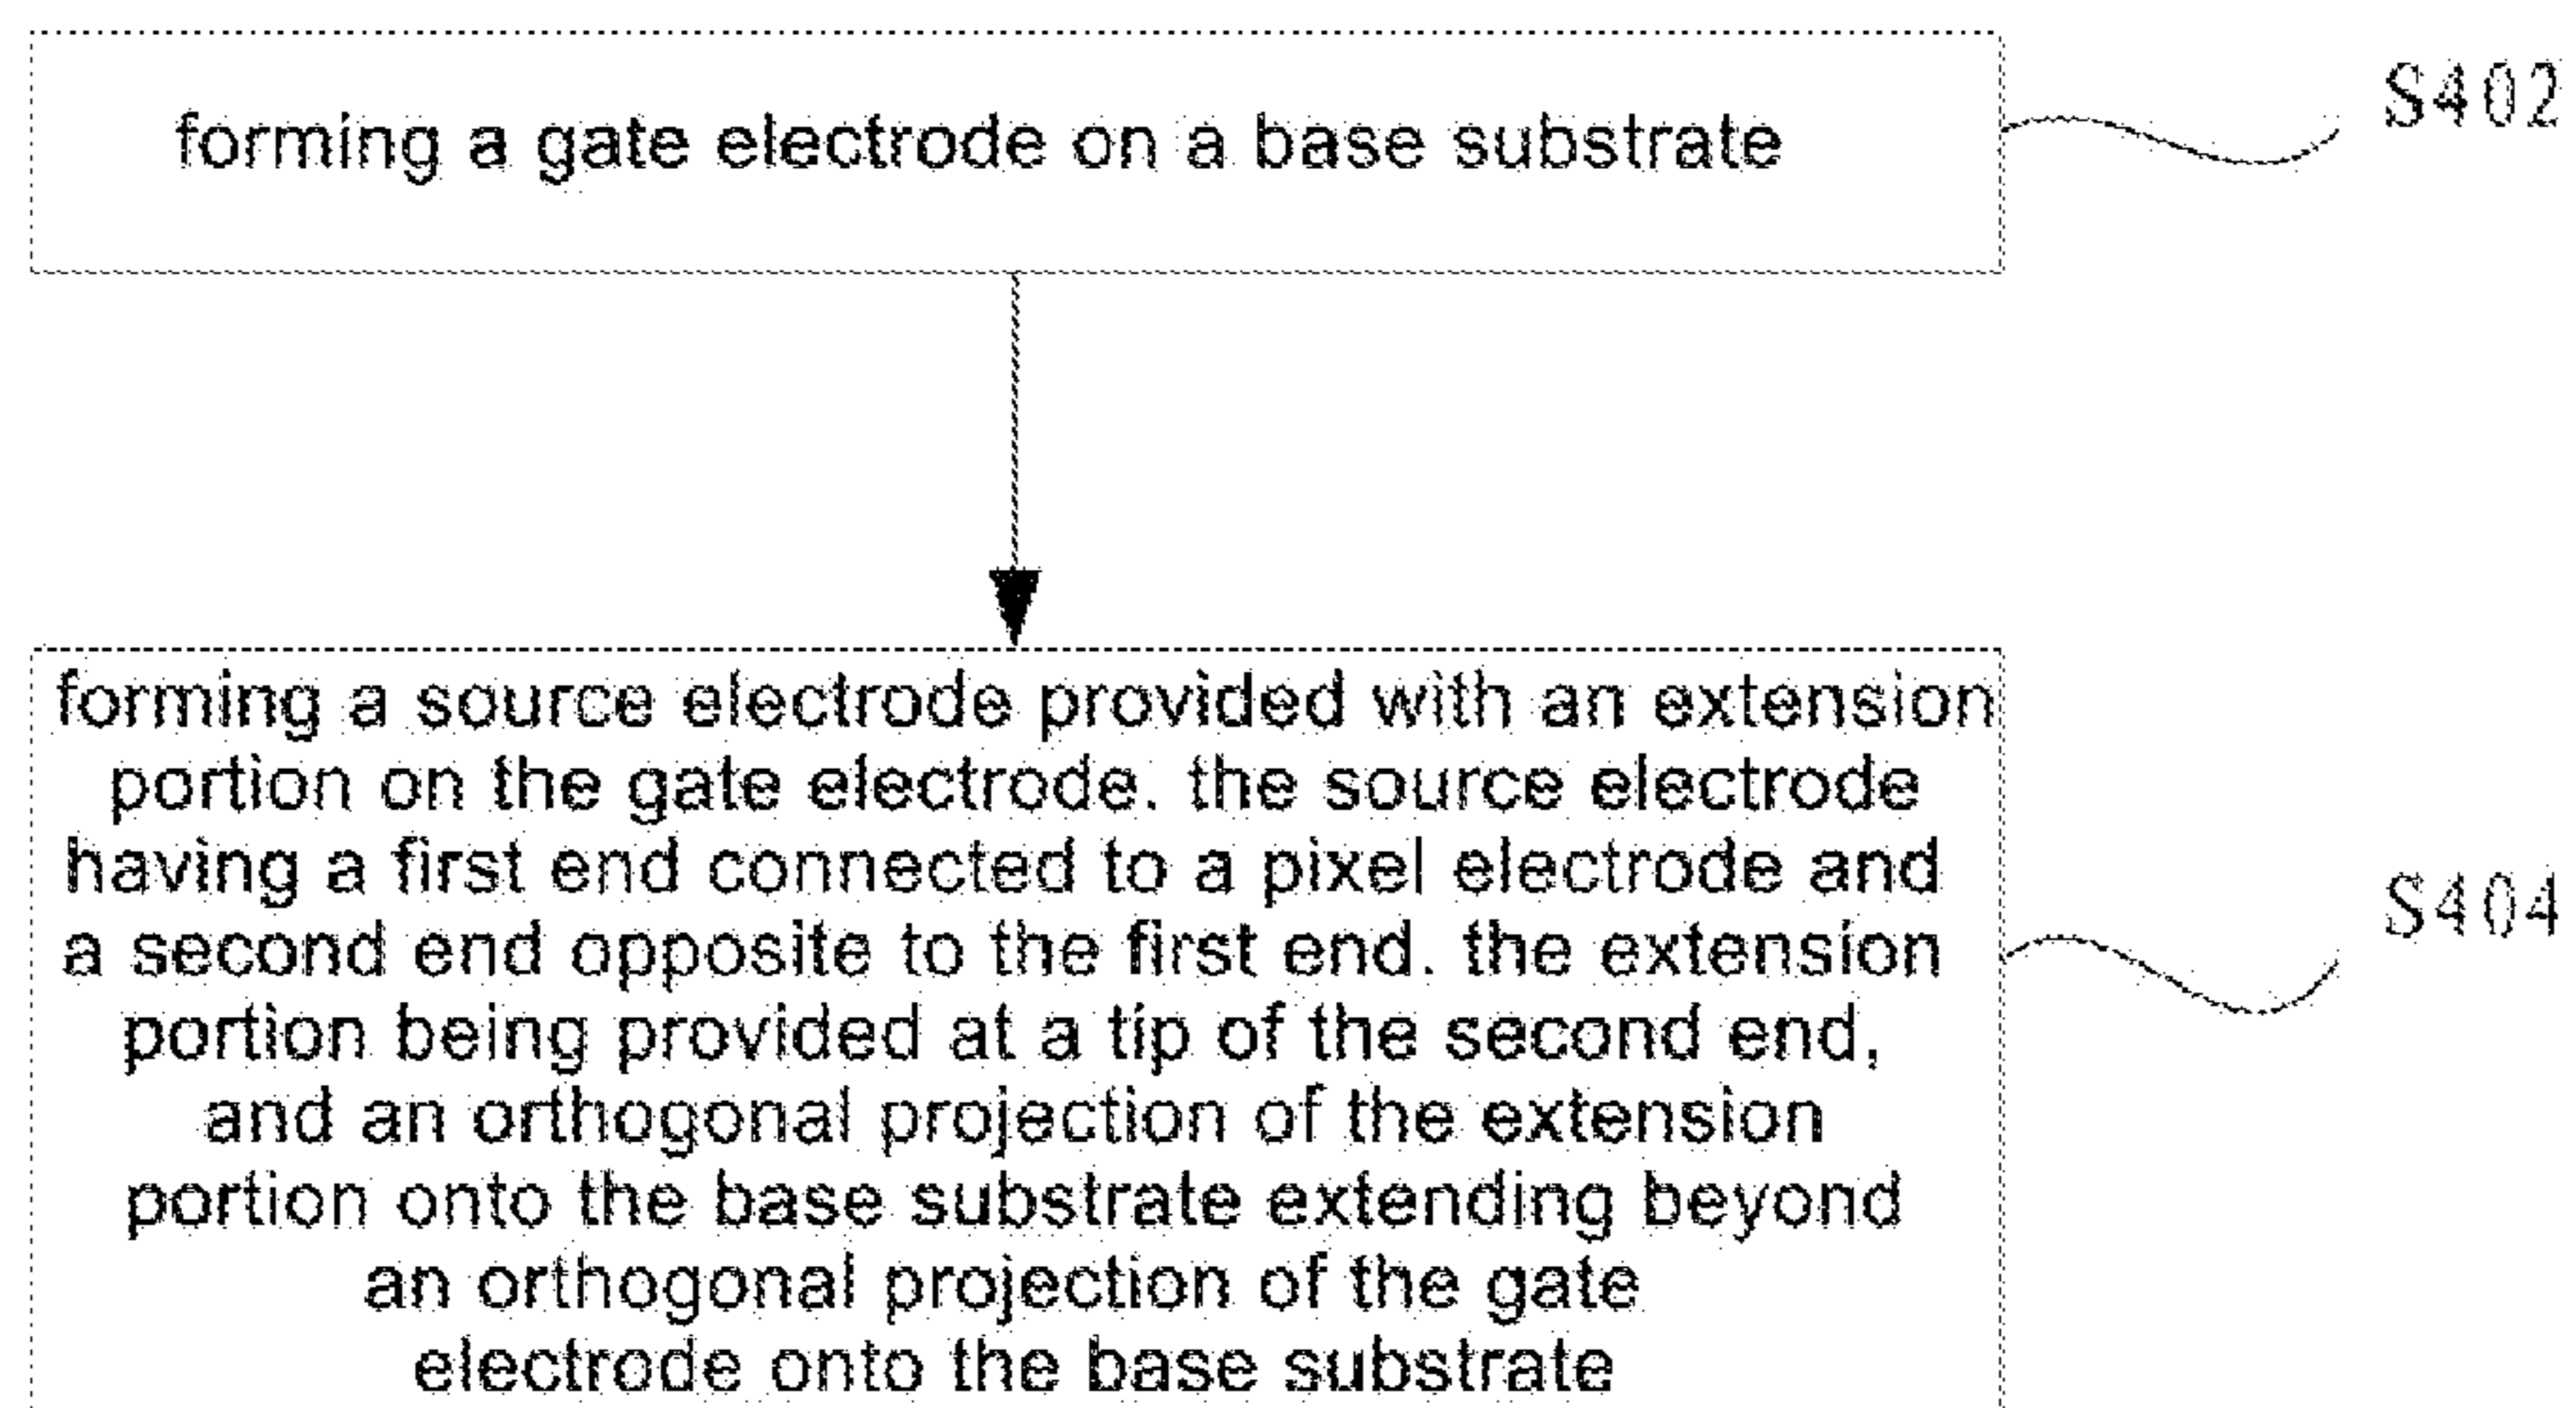 forming a gate electrode on a base substrate
S402
forming a source electrode provided with an extension
portion on the gate electrode. the source electrode
having a first end connected to a pixel electrode and
a second end opposite to the first end. the extension
portion being provided at a tip of the second end,
and an orthogonal projection of the extension
portion onto the base substrate extending beyond
an orthogonal projection of the gate
electrode onto the base substrate
S404